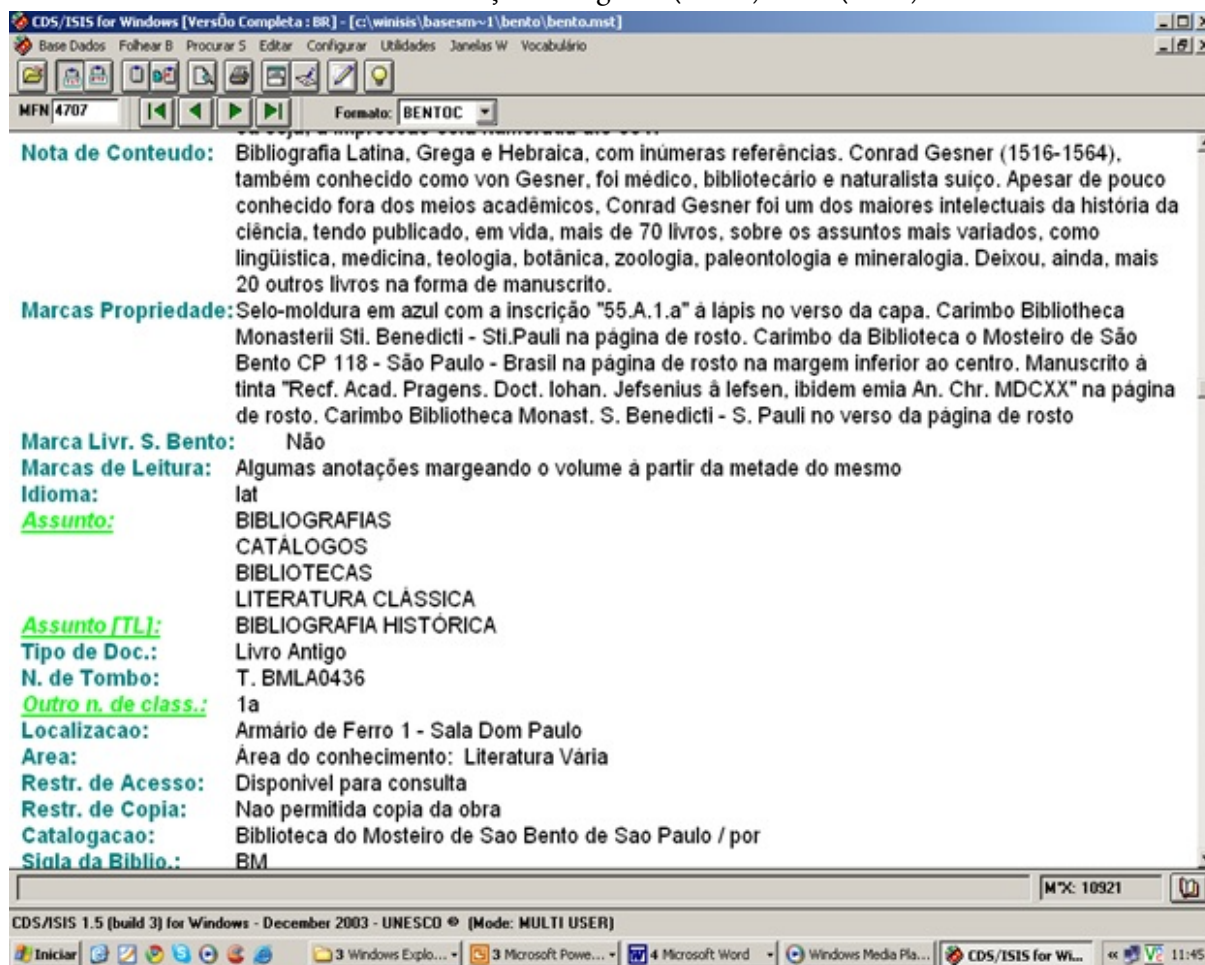 CDS/ISIS for Windows [VersÕo Completa : BR] - [c:\winisis\basesm~1\bento\bento.mst]
Base Dados Folhear B Procurar S Editar Configurar Utilidades Janelas W Vocabulário
MFN 4707 Formato: BENTOC
Nota de Conteudo: Bibliografia Latina, Grega e Hebraica, com inúmeras referências. Conrad Gesner (1516-1564),
também conhecido como von Gesner, foi médico, bibliotecário e naturalista suíço. Apesar de pouco
conhecido fora dos meios acadêmicos, Conrad Gesner foi um dos maiores intelectuais da história da
ciência, tendo publicado, em vida, mais de 70 livros, sobre os assuntos mais variados, como
lingüística, medicina, teologia, botânica, zoologia, paleontologia e mineralogia. Deixou, ainda, mais
20 outros livros na forma de manuscrito.
Marcas Propriedade: Selo-moldura em azul com a inscrição "55.A.1.a" à lápis no verso da capa. Carimbo Bibliotheca
Monasterii Sti. Benedicti - Sti.Pauli na página de rosto. Carimbo da Biblioteca o Mosteiro de São
Bento CP 118 - São Paulo - Brasil na página de rosto na margem inferior ao centro. Manuscrito à
tinta "Recf. Acad. Pragens. Doct. Iohan. Jefsenius â Iefsen, ibidem emia An. Chr. MDCXX" na página
de rosto. Carimbo Bibliotheca Monast. S. Benedicti - S. Pauli no verso da página de rosto
Marca Livr. S. Bento: Não
Marcas de Leitura: Algumas anotações margeando o volume à partir da metade do mesmo
Idioma: lat
Assunto: BIBLIOGRAFIAS
CATÁLOGOS
BIBLIOTECAS
LITERATURA CLÁSSICA
Assunto [TL]: BIBLIOGRAFIA HISTÓRICA
Tipo de Doc.: Livro Antigo
N. de Tombo: T. BMLA0436
Outro n. de class.: 1a
Localizacao: Armário de Ferro 1 - Sala Dom Paulo
Area: Área do conhecimento: Literatura Vária
Restr. de Acesso: Disponivel para consulta
Restr. de Copia: Nao permitida copia da obra
Catalogacao: Biblioteca do Mosteiro de Sao Bento de Sao Paulo / por
Sigla da Biblio.: BM
M*X: 10921
CDS/ISIS 1.5 (build 3) for Windows - December 2003 - UNESCO © (Mode: MULTI USER)
Iniciar 3 Windows Explo... 3 Microsoft Powe... 4 Microsoft Word Windows Media Pla... CDS/ISIS for Wi... « 11:45